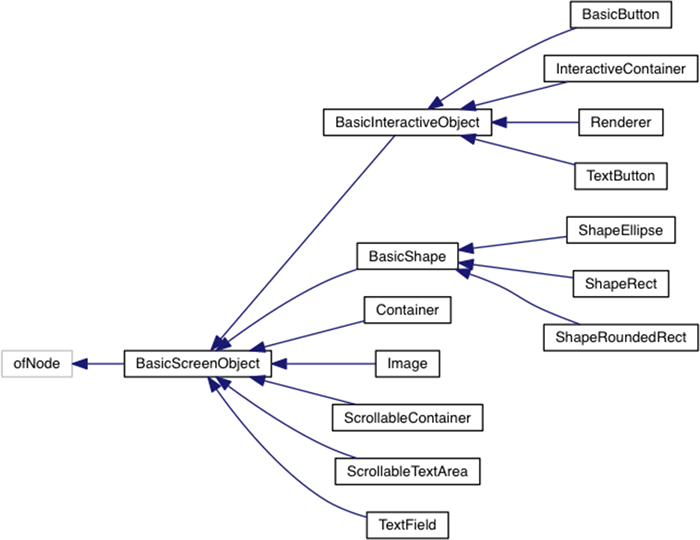 BasicButton
InteractiveContainer
BasicInteractiveObject
Renderer
TextButton
ShapeEllipse
BasicShape
ShapeRect
Container
ShapeRoundedRect
ofNode
BasicScreenObject
Image
ScrollableContainer
ScrollableTextArea
TextField